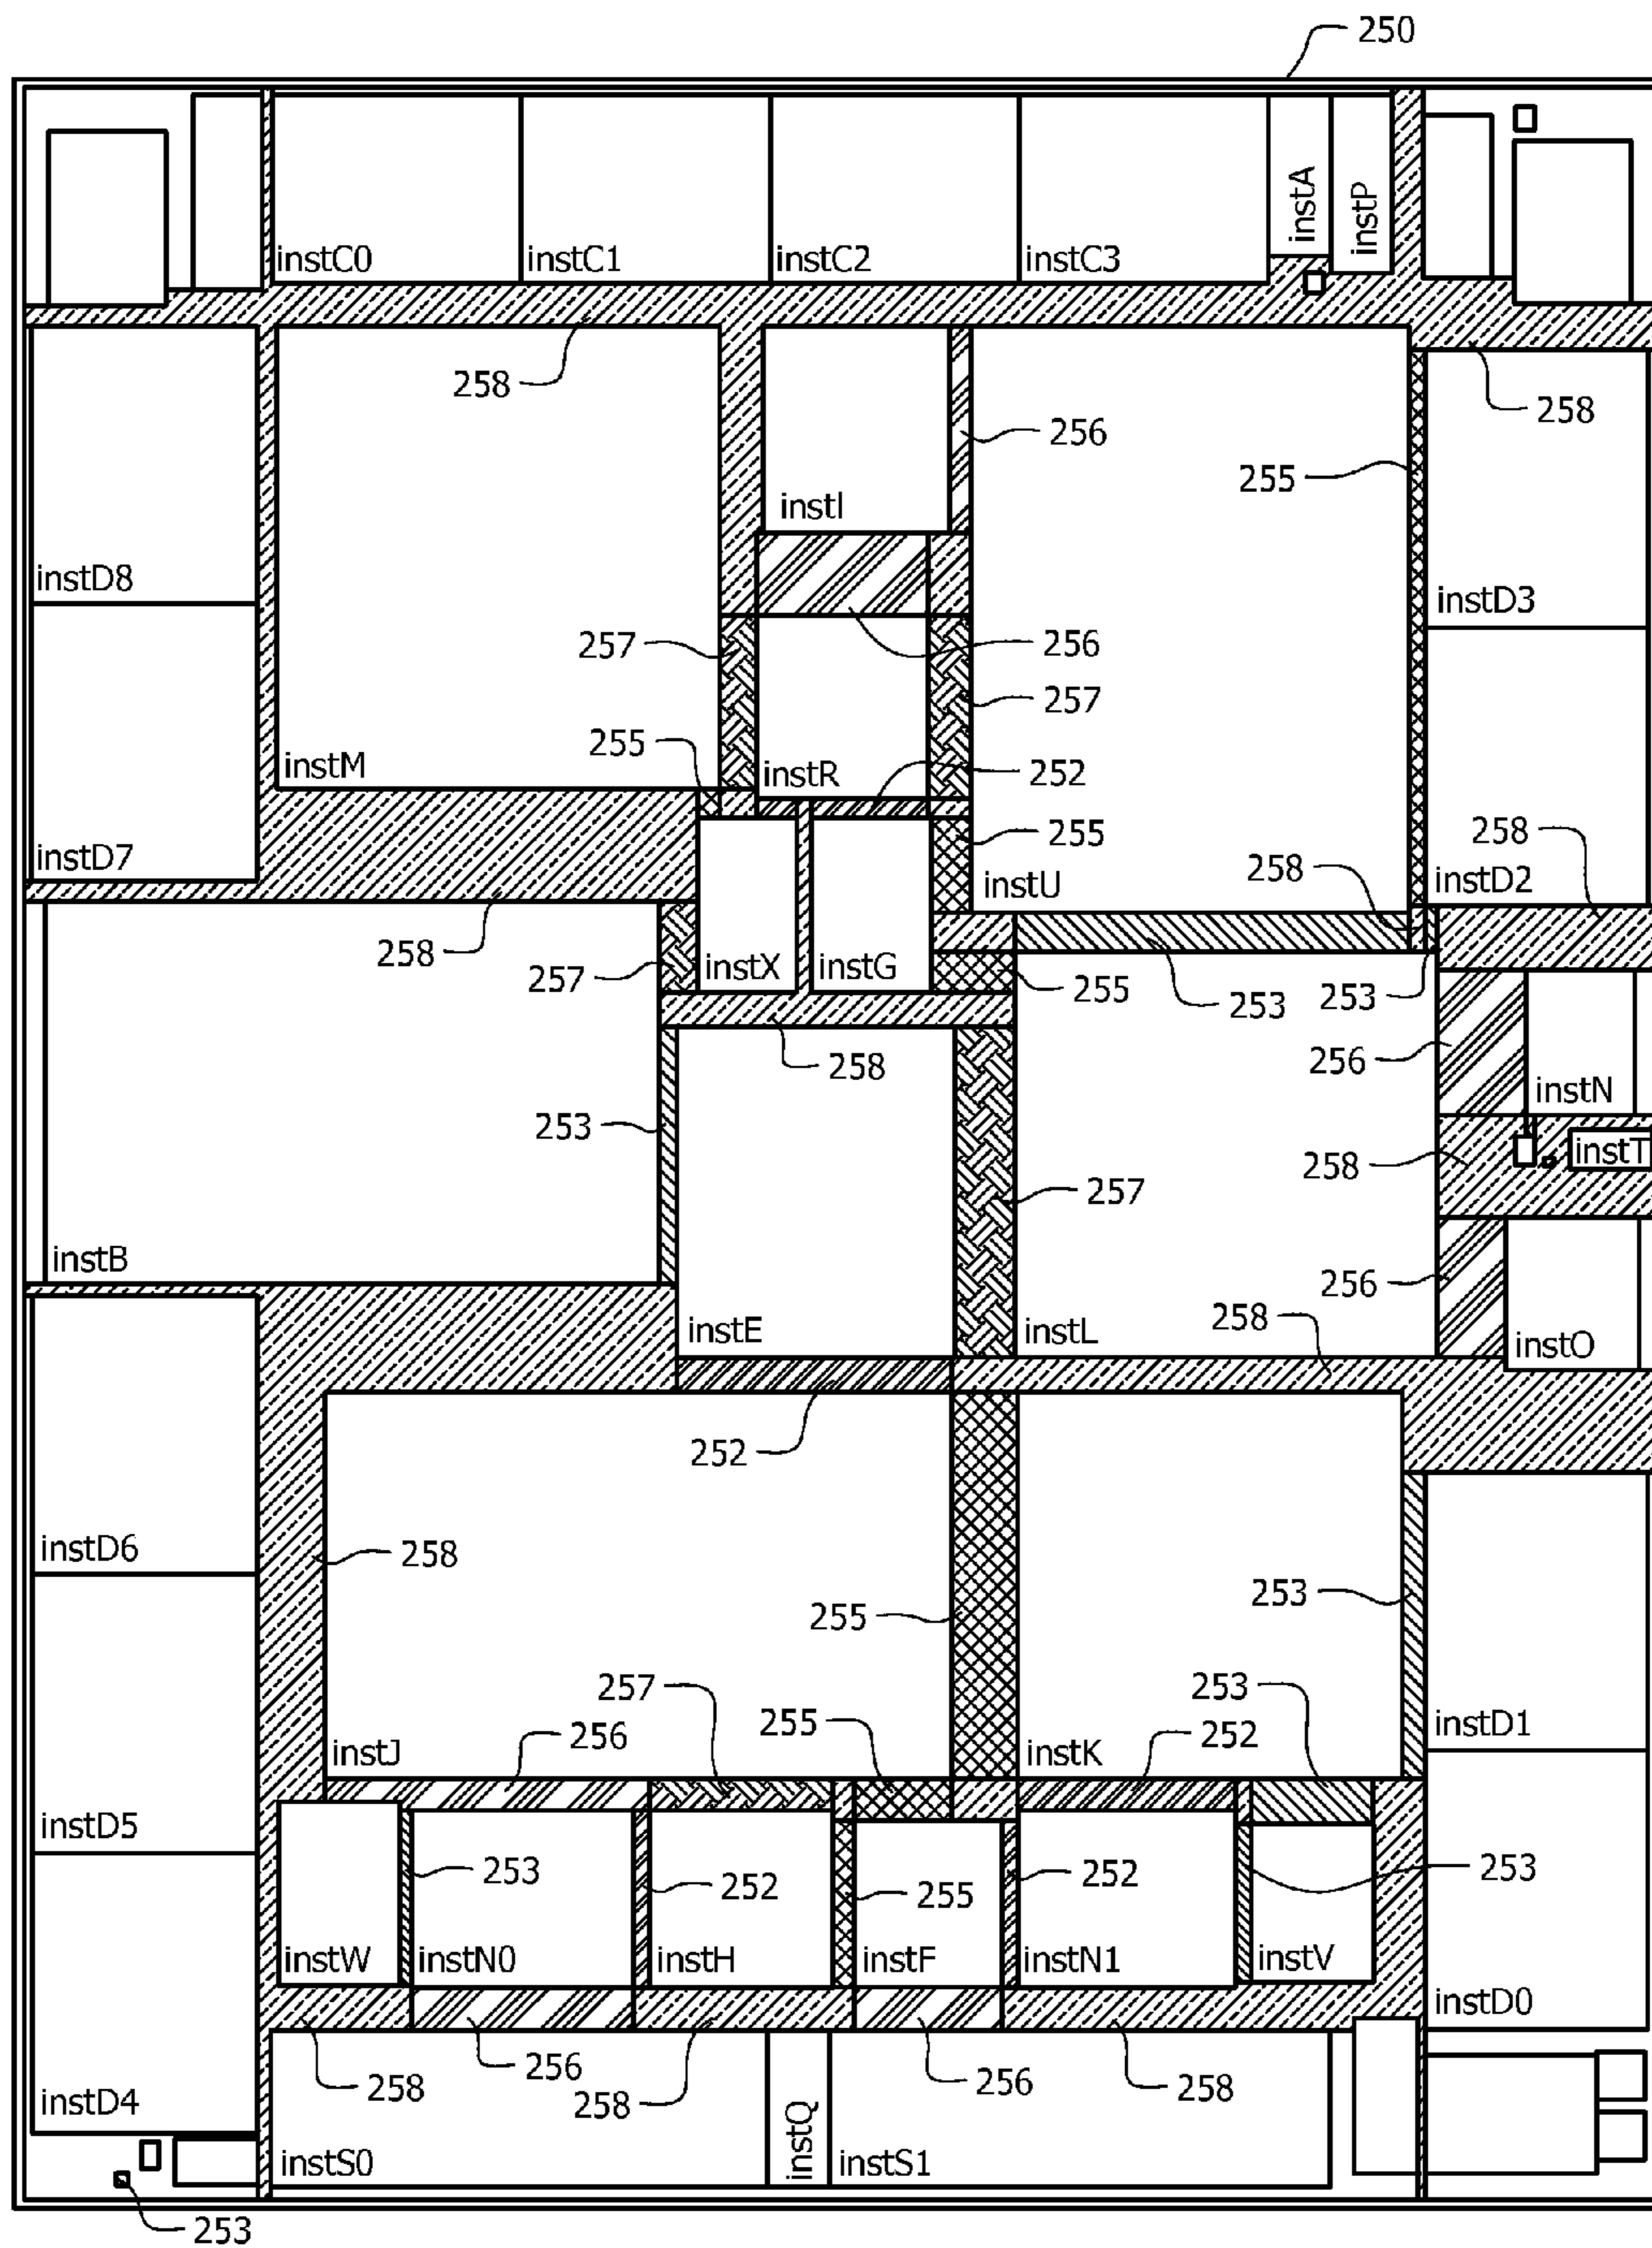 250
instC0
instC1
instC2
instC3
instA
instP
258
258
256
255
instI
instD8
instD3
257
256
257
255
instM
instR
252
255
258
instD7
instU
258
instD2
258
257
instX
instG
255
253
253
258
256
instN
253
258
instT
257
instB
256
258
instE
instL
instO
252
instD6
258
253
255
257
253
255
256
252
instJ
instK
instD1
instD5
253
252
255
252
253
instW
instN0
instH
instF
instN1
instV
instD0
258
256
258
256
258
instD4
instQ
instS0
instS1
253